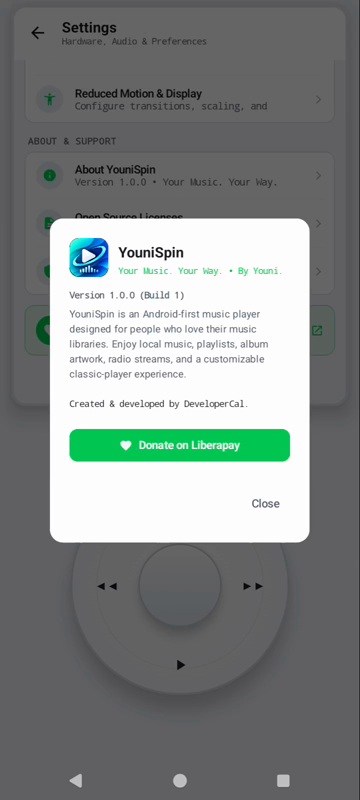 Settings
Hardware, Audio & Preferences
Reduced Motion & Display
Configure transitions, scaling, and
ABOUT & SUPPORT
About YouniSpin
Version 1.0.0 • Your Music. Your Way.
Open Source Licenses
YouniSpin
Your Music. Your Way. • By Youni.
Version 1.0.0 (Build 1)
YouniSpin is an Android-first music player
designed for people who love their music
libraries. Enjoy local music, playlists, album
artwork, radio streams, and a customizable
classic-player experience.
Created & developed by DeveloperCal.
Donate on Liberapay
Close